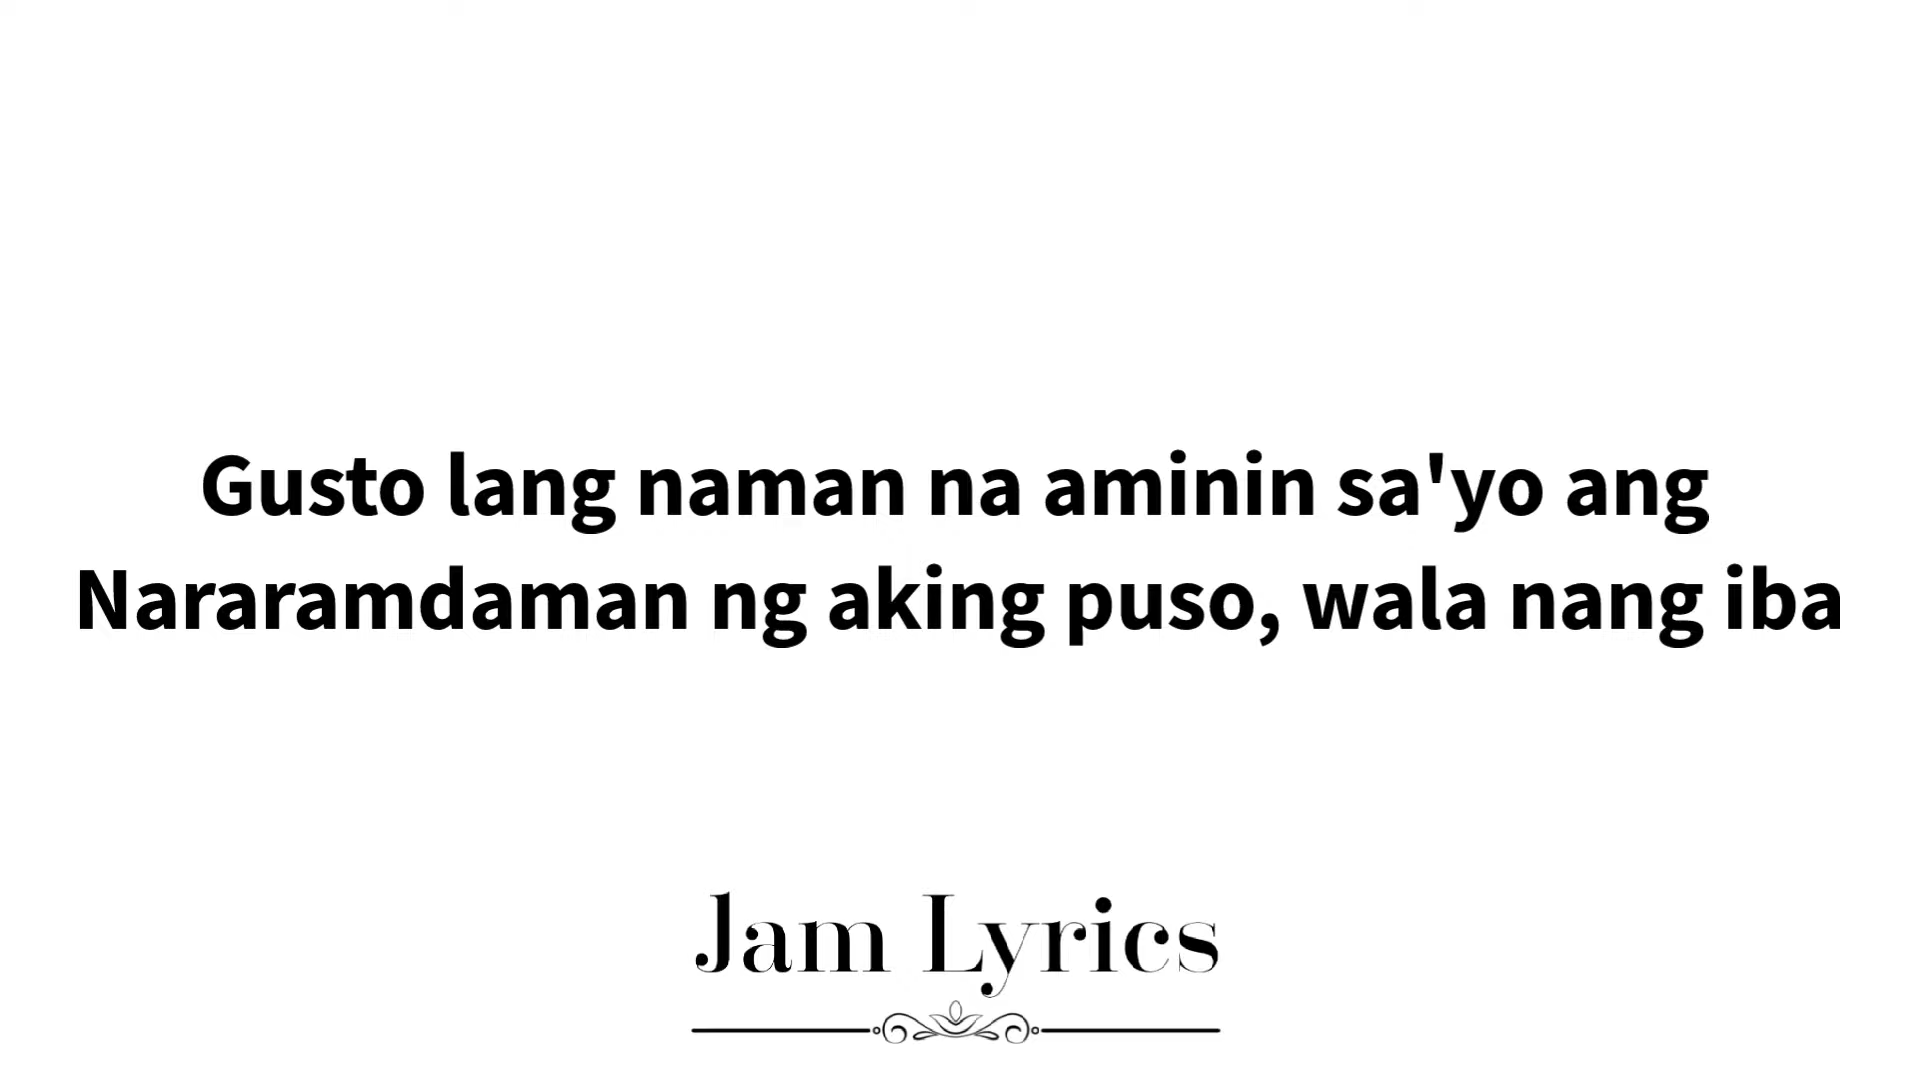 Gusto lang naman na aminin sa'yo ang
Nararamdaman ng aking puso, wala nang iba
Jam Lyrics